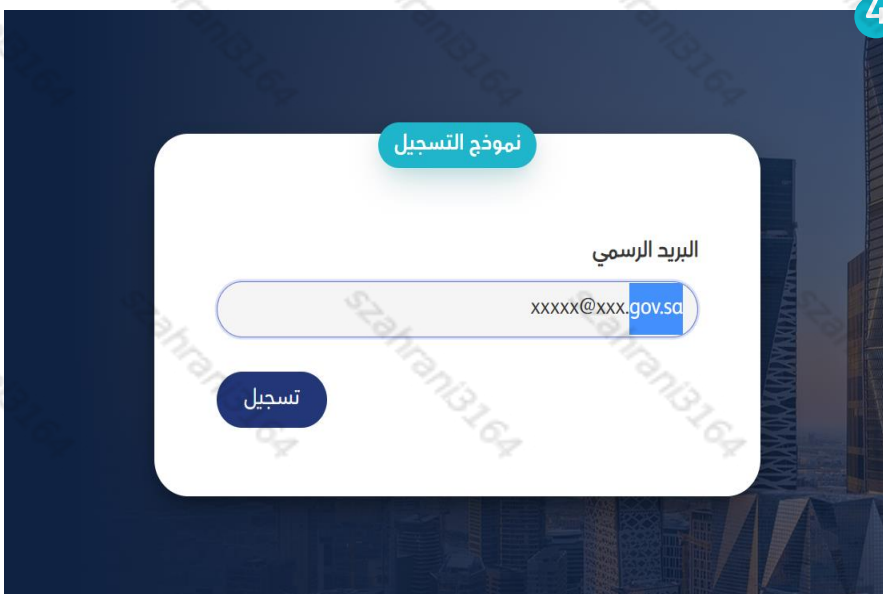 4
نموذج التسجيل
البريد الرسمي
xxxxx@xxx.gov.sa
تسجيل
szahrani3164